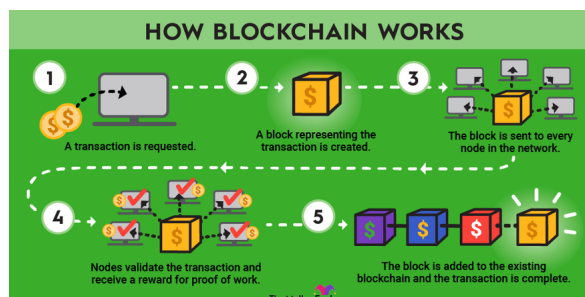 HOW BLOCKCHAIN WORKS
1
2
3
A transaction is requested.
A block representing the
transaction is created.
The block is sent to every
node in the network.
4
5
Nodes validate the transaction and
receive a reward for proof of work.
The block is added to the existing
blockchain and the transaction is complete.